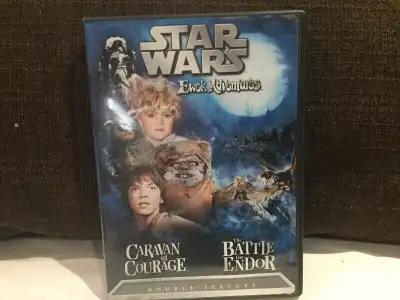 STAR
WARS
Ewok Adventures
CARAVAN THE BATTLE
OF COURAGE FOR ENDOR
DOUBLE FEATURE